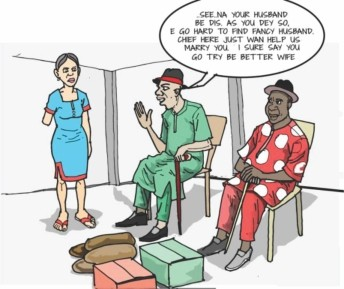 ..SEE.NA YOUR HUSBAND
BE DIS. AS YOU DEY SO,
E GO HARD TO FIND FANCY HUSBAND.
CHIEF HERE JUST WAN HELP US
MARRY YOU. I SURE SAY YOU
GO TRY BE BETTER WIFE